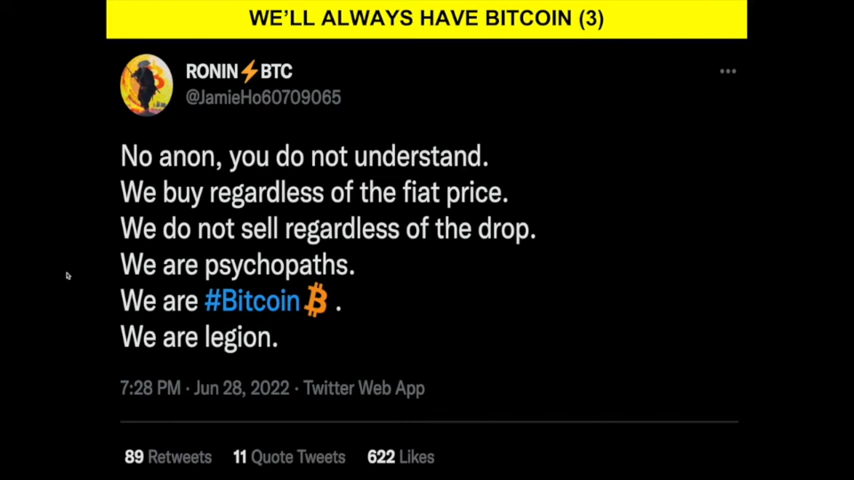 WE'LL ALWAYS HAVE BITCOIN (3)
RONIN⚡BTC
@JamieHo60709065
No anon, you do not understand.
We buy regardless of the fiat price.
We do not sell regardless of the drop.
We are psychopaths.
We are #Bitcoin₿ .
We are legion.
7:28 PM · Jun 28, 2022 · Twitter Web App
89 Retweets 11 Quote Tweets 622 Likes